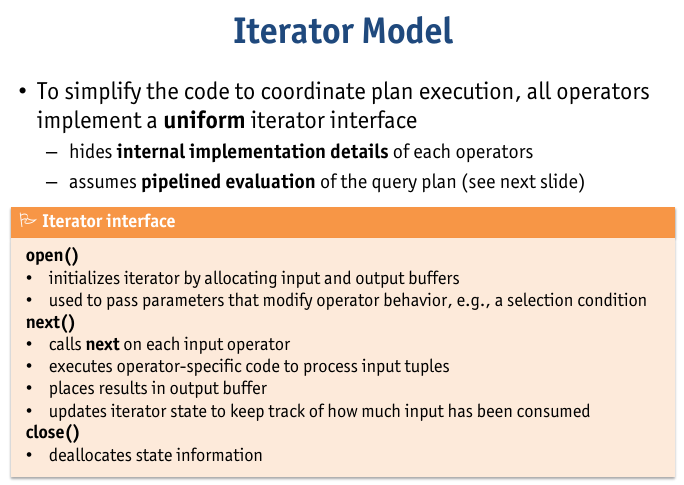 Iterator Model
• To simplify the code to coordinate plan execution, all operators
implement a uniform iterator interface
– hides internal implementation details of each operators
– assumes pipelined evaluation of the query plan (see next slide)
Iterator interface
open()
• initializes iterator by allocating input and output buffers
• used to pass parameters that modify operator behavior, e.g., a selection condition
next()
• calls next on each input operator
• executes operator-specific code to process input tuples
• places results in output buffer
• updates iterator state to keep track of how much input has been consumed
close()
• deallocates state information